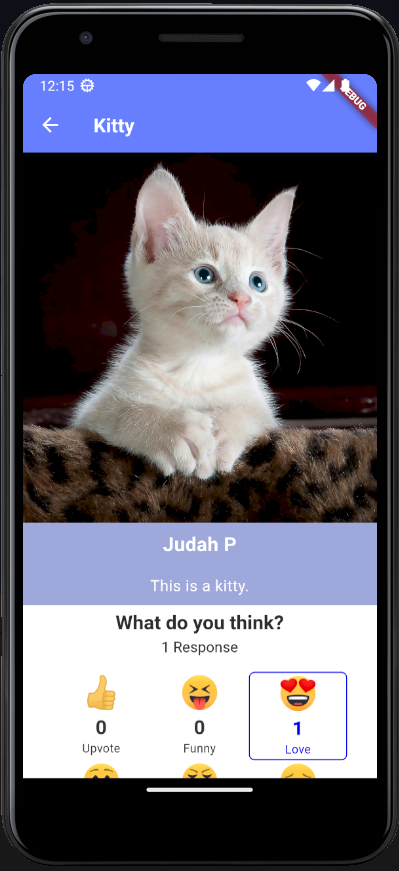 12:15
DEBUG
Kitty
Judah P
This is a kitty.
What do you think?
1 Response
0 0 1
Upvote Funny Love